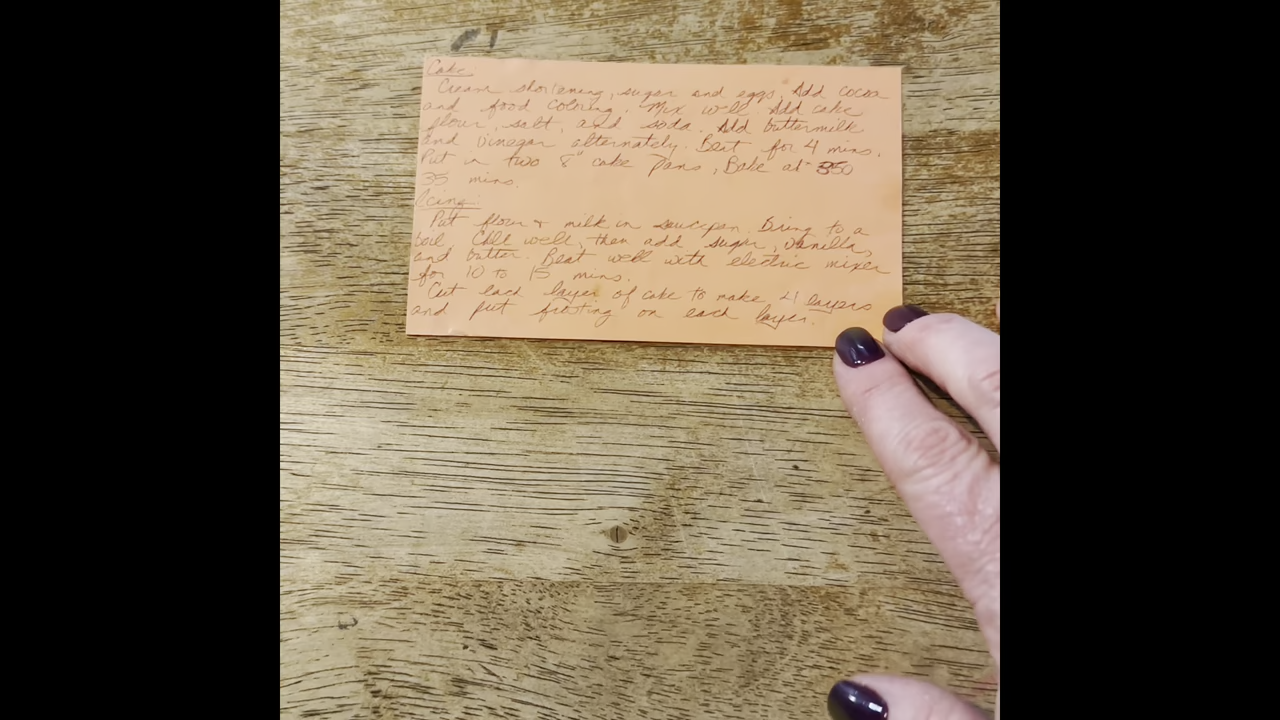 Cake
Cream shortening, sugar and eggs. Add cocoa
and food coloring. Mix well. Add cake
flour, salt, and soda. Add buttermilk
and vinegar alternately. Beat for 4 mins.
Put in two 8" cake pans, Bake at 350
35 mins.
Icing:
Put flour + milk in saucepan. Bring to a
boil. Chill well, then add sugar, vanilla,
and butter. Beat well with electric mixer
for 10 to 15 mins.
Cut each layer of cake to make 4 layers
and put frosting on each layer.